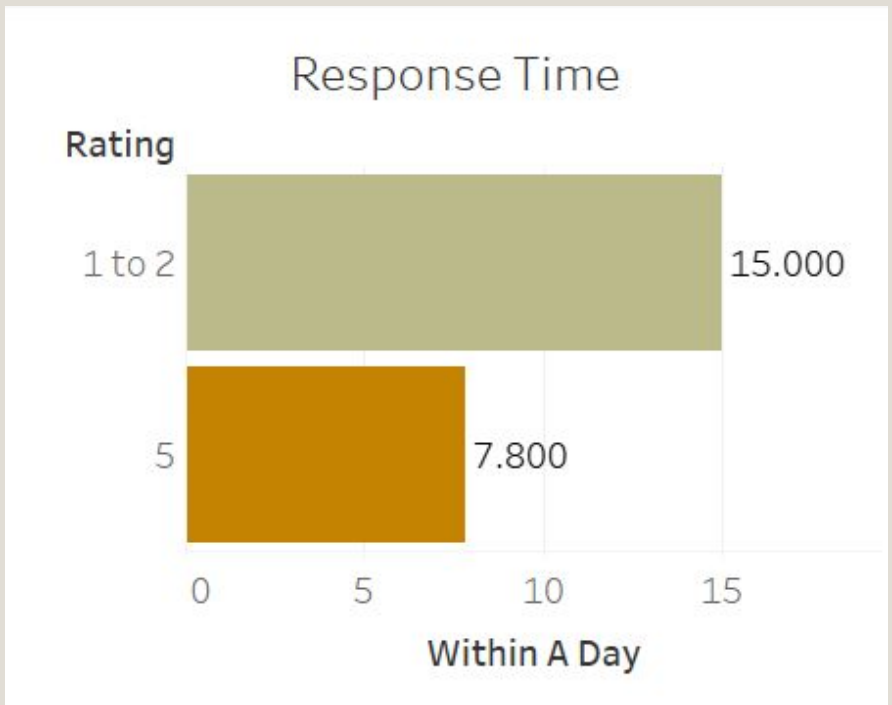 Response Time
Rating
1 to 2
15.000
5
7.800
0 5 10 15
Within A Day